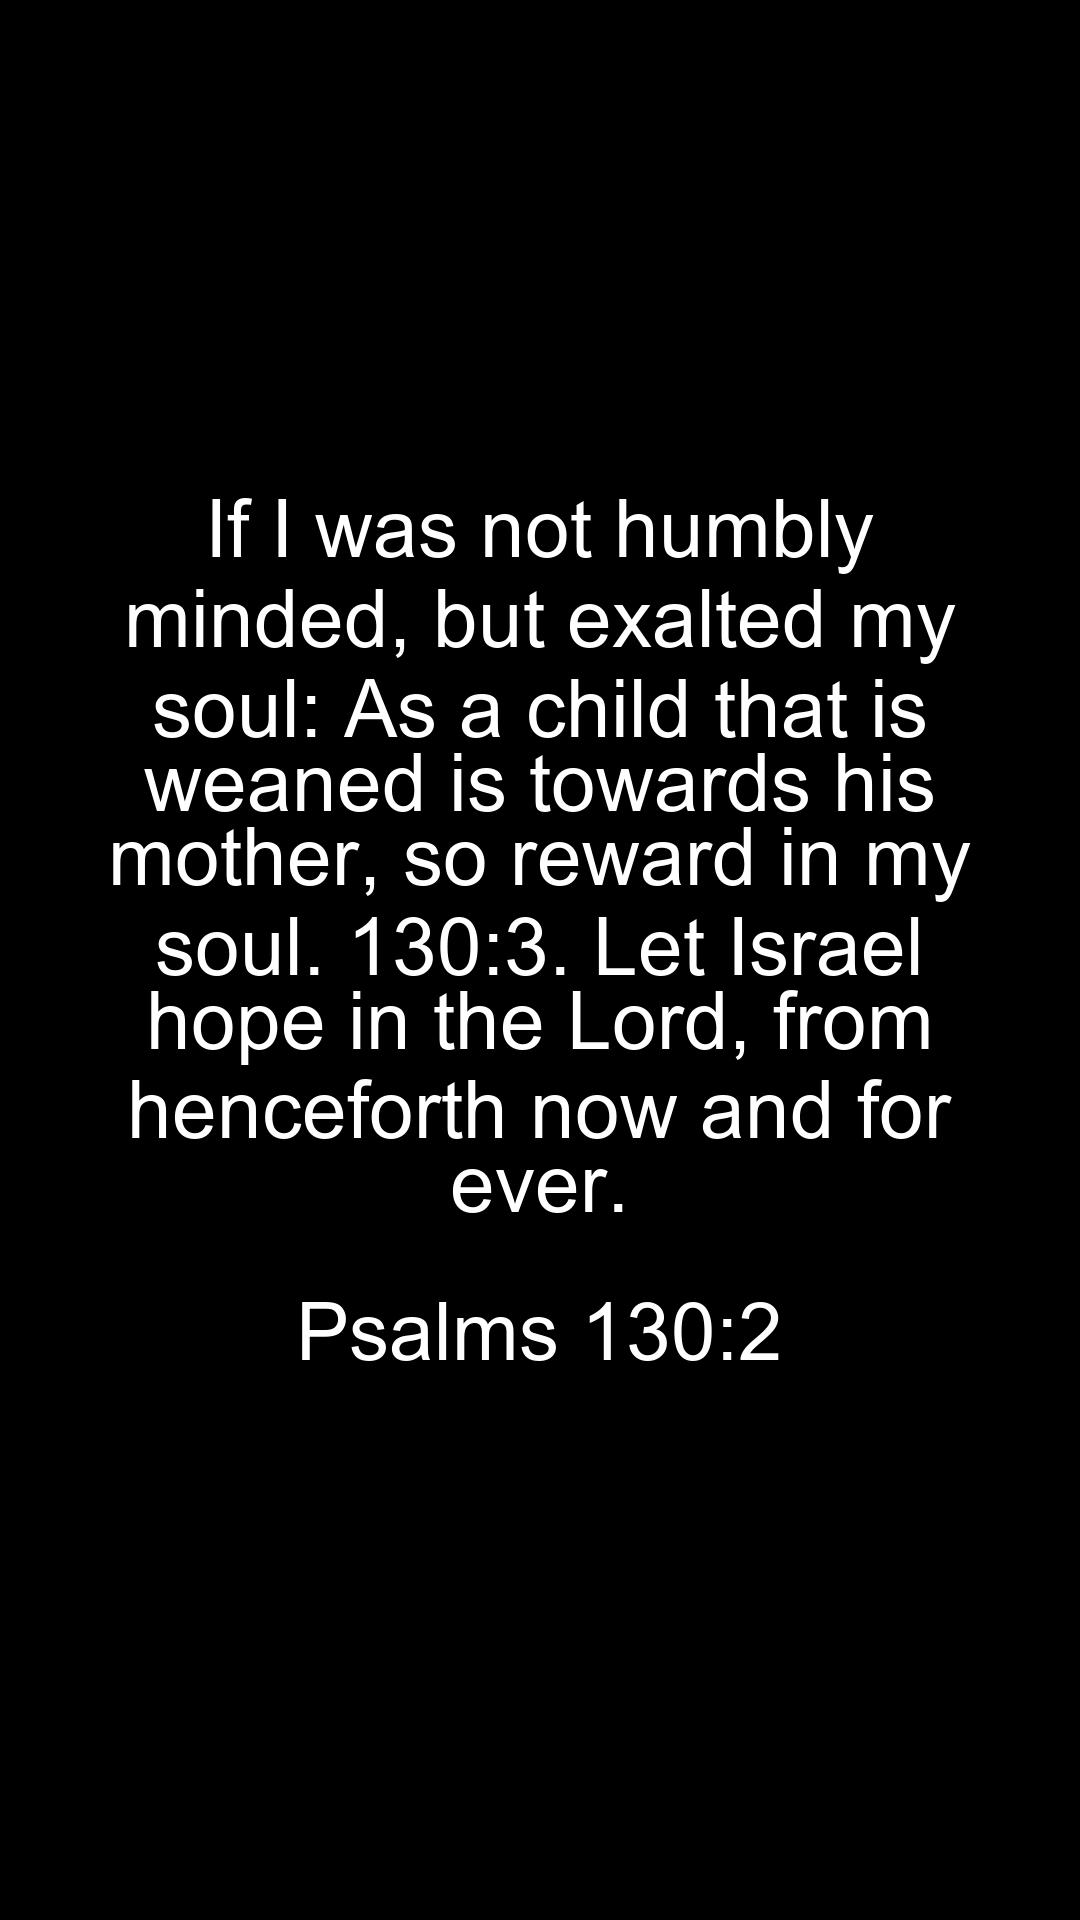 If I was not humbly
minded, but exalted my
soul: As a child that is
weaned is towards his
mother, so reward in my
soul. 130:3. Let Israel
hope in the Lord, from
henceforth now and for
ever.
Psalms 130:2